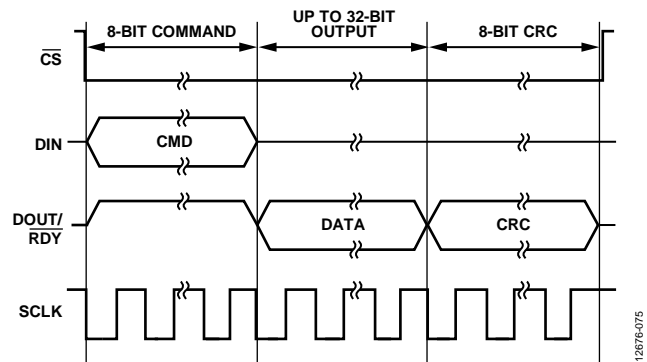 8-BIT COMMAND
UP TO 32-BIT
OUTPUT
8-BIT CRC
CS
DIN
CMD
DOUT/
RDY
DATA
CRC
SCLK
12676-075